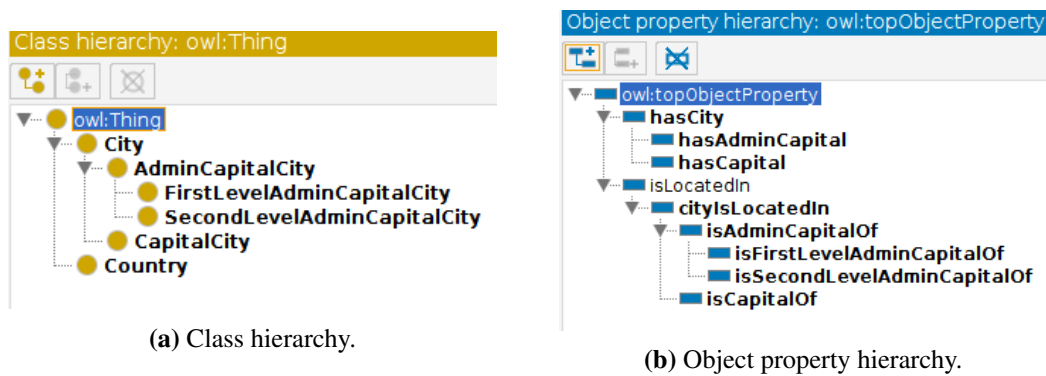 Class hierarchy: owl:Thing
owl:Thing
City
AdminCapitalCity
FirstLevelAdminCapitalCity
SecondLevelAdminCapitalCity
CapitalCity
Country
(a) Class hierarchy.
Object property hierarchy: owl:topObjectProperty
owl:topObjectProperty
hasCity
hasAdminCapital
hasCapital
isLocatedIn
cityIsLocatedIn
isAdminCapitalOf
isFirstLevelAdminCapitalOf
isSecondLevelAdminCapitalOf
isCapitalOf
(b) Object property hierarchy.